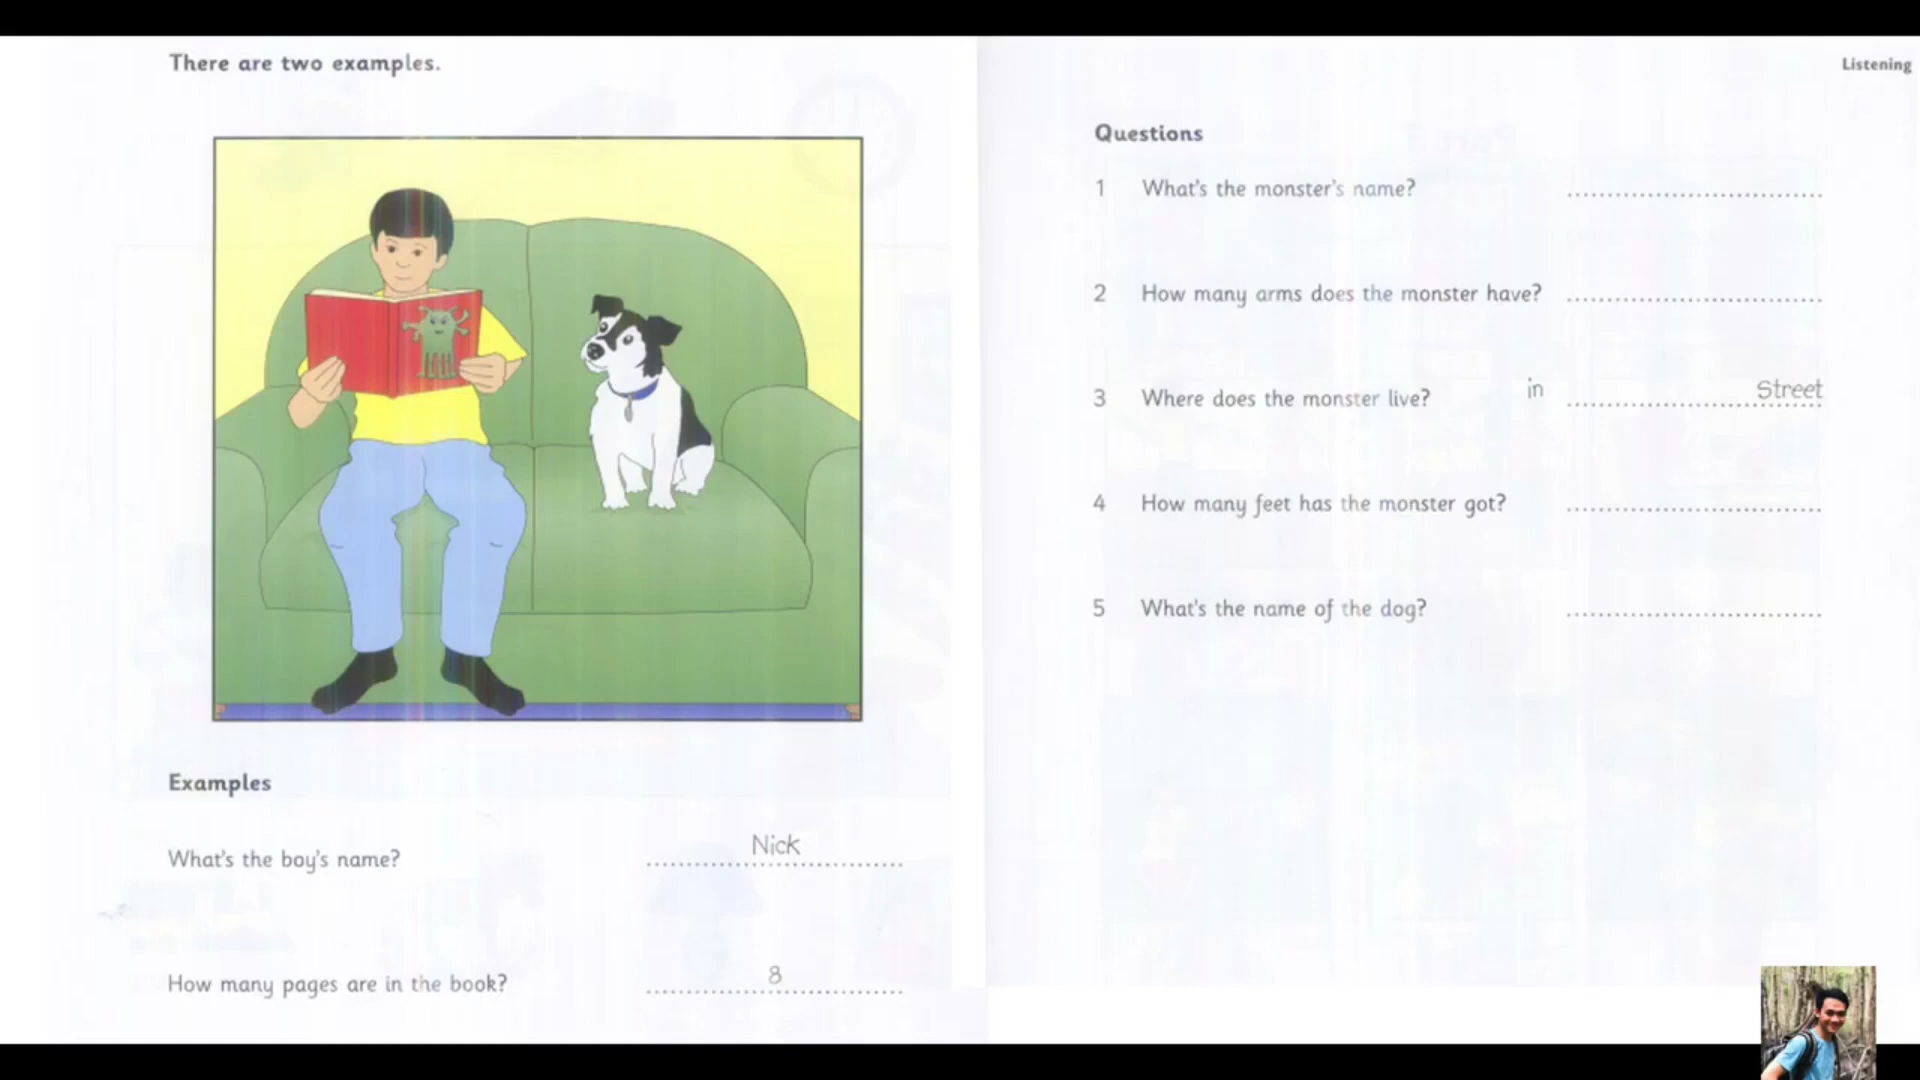 There are two examples.
Examples
What's the boy's name? Nick
How many pages are in the book? 8
Listening
Questions
1 What's the monster's name?
2 How many arms does the monster have?
3 Where does the monster live? in Street
4 How many feet has the monster got?
5 What's the name of the dog?